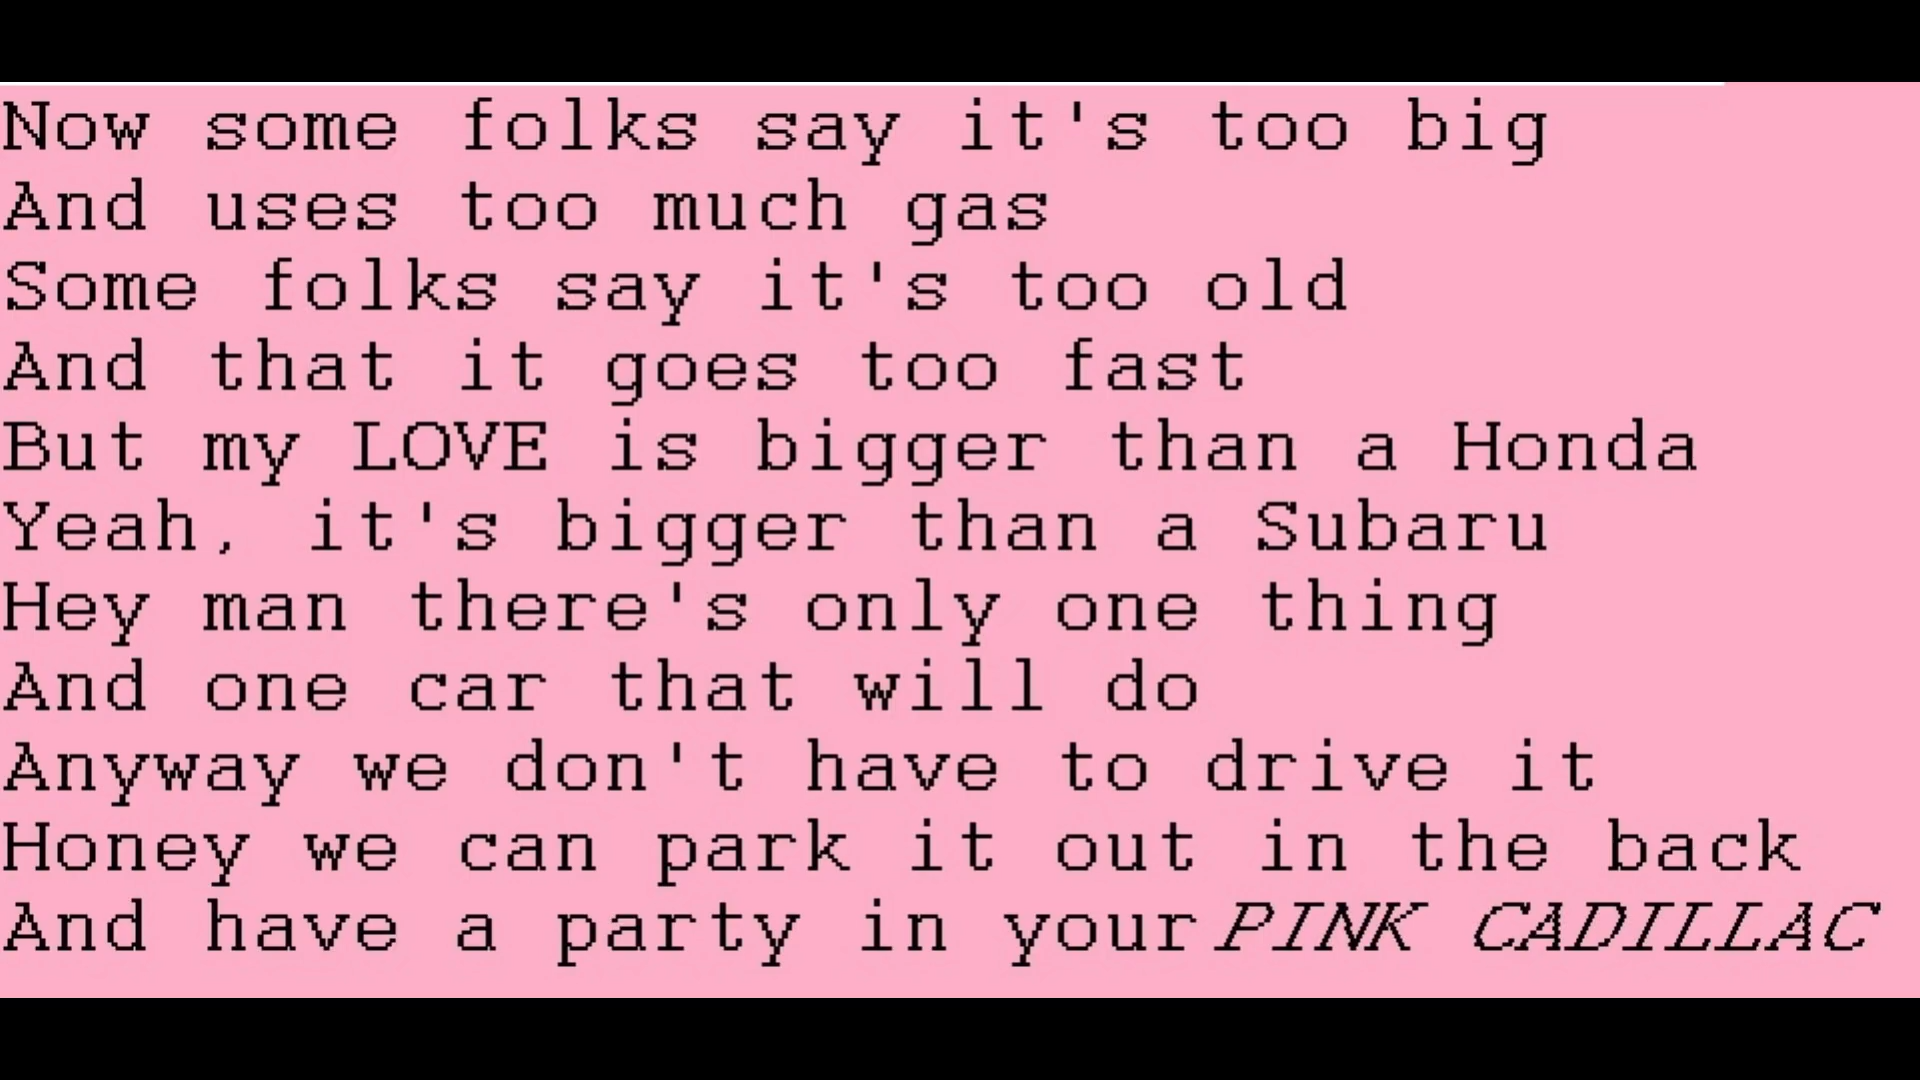 Now some folks say it's too big
And uses too much gas
Some folks say it's too old
And that it goes too fast
But my LOVE is bigger than a Honda
Yeah, it's bigger than a Subaru
Hey man there's only one thing
And one car that will do
Anyway we don't have to drive it
Honey we can park it out in the back
And have a party in your PINK CADILLAC